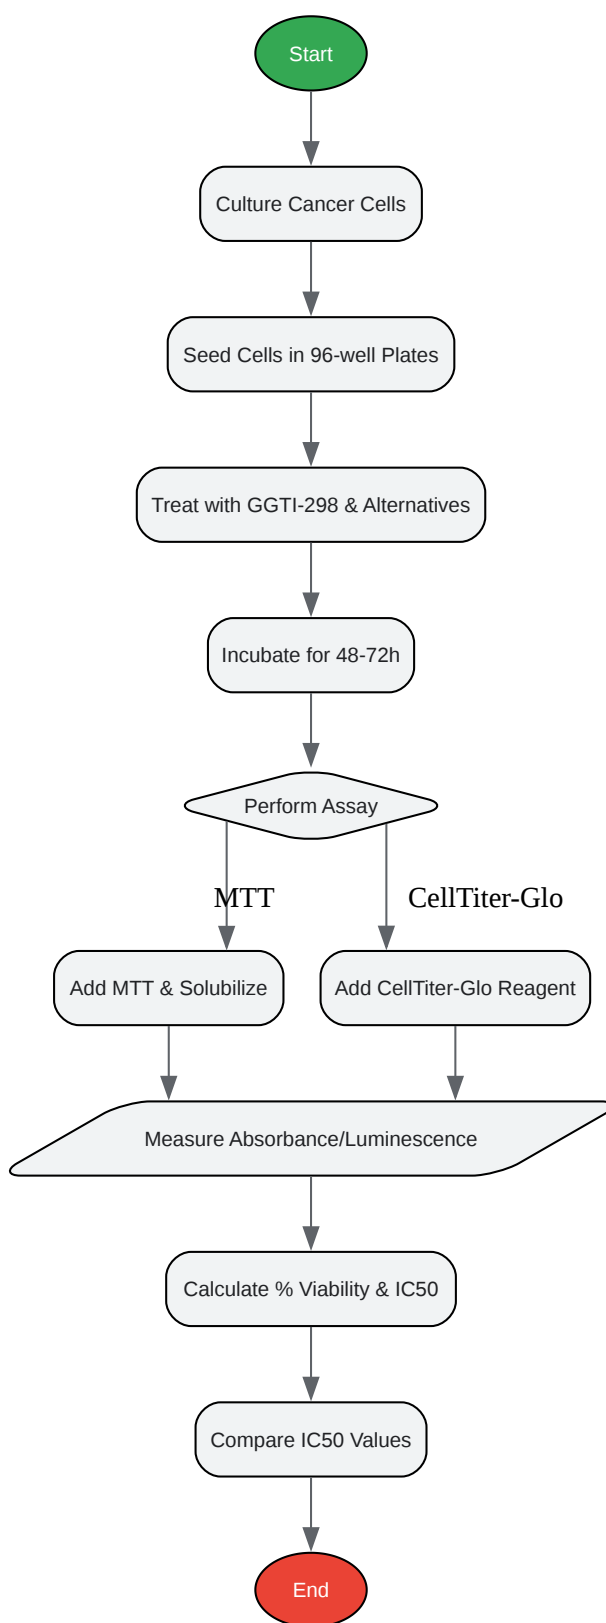 Start
Culture Cancer Cells
Seed Cells in 96-well Plates
Treat with GGTI-298 & Alternatives
Incubate for 48-72h
Perform Assay
MTT
CellTiter-Glo
Add MTT & Solubilize
Add CellTiter-Glo Reagent
Measure Absorbance/Luminescence
Calculate % Viability & IC50
Compare IC50 Values
End